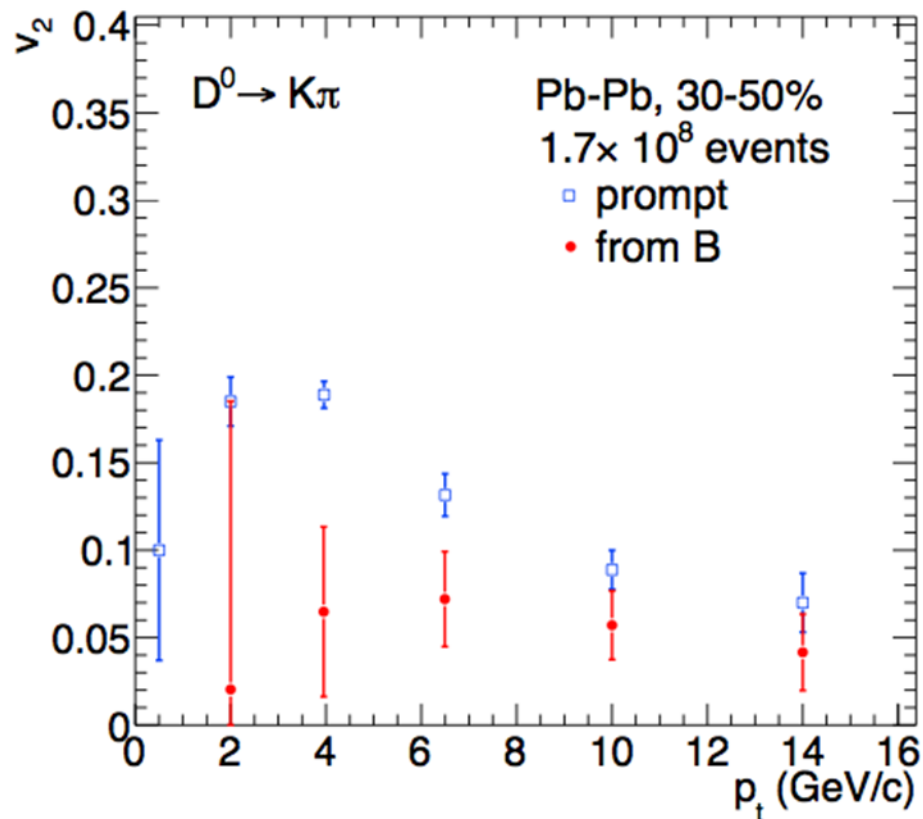 v₂
0.4
0.35
0.3
0.25
0.2
0.15
0.1
0.05
0
D⁰→ Kπ
Pb-Pb, 30-50%
1.7× 10⁸ events
prompt
from B
0 2 4 6 8 10 12 14 16
pₜ (GeV/c)